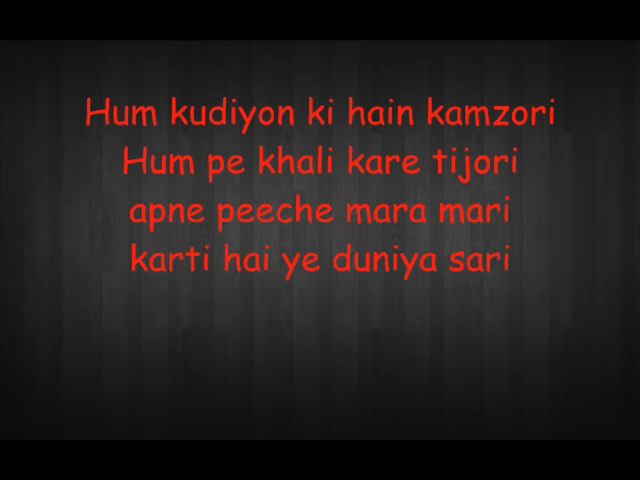 Hum kudiyon ki hain kamzori
Hum pe khali kare tijori
apne peeche mara mari
karti hai ye duniya sari